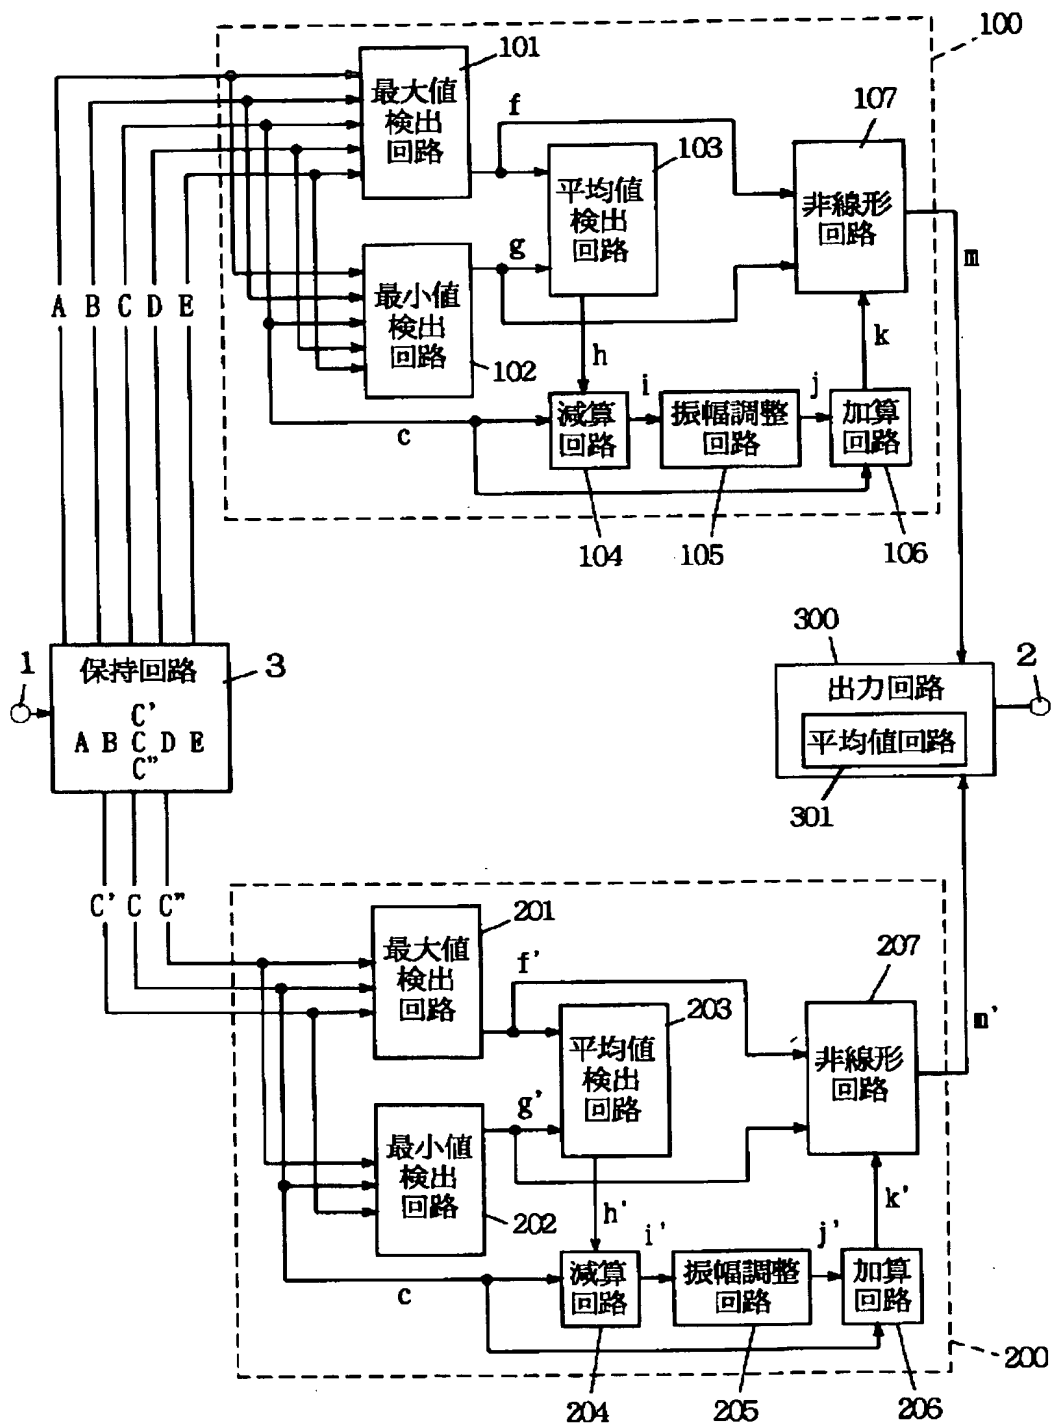 100
101
最大値
検出
回路
f
107
103
平均値
検出
回路
非線形
回路
g
m
A B C D E
最小値
検出
回路
102
h
k
i
j
減算
回路
振幅調整
回路
加算
回路
c
104
105
106
1
保持回路
3
C'
A B C D E
C"
300
2
出力回路
平均値回路
301
C' C C"
201
最大値
検出
回路
f'
207
203
平均値
検出
回路
非線形
回路
m'
g'
最小値
検出
回路
202
h'
k'
i'
j'
減算
回路
振幅調整
回路
加算
回路
c
200
204
205
206